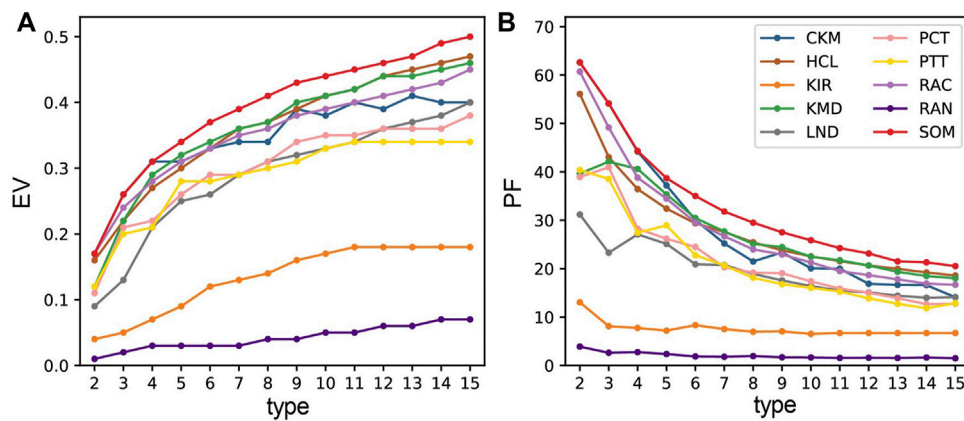 A
EV
0.5
0.4
0.3
0.2
0.1
0.0
2 3 4 5 6 7 8 9 10 11 12 13 14 15
type
B
PF
70
60
50
40
30
20
10
0
CKM PCT
HCL PTT
KIR RAC
KMD RAN
LND SOM
2 3 4 5 6 7 8 9 10 11 12 13 14 15
type